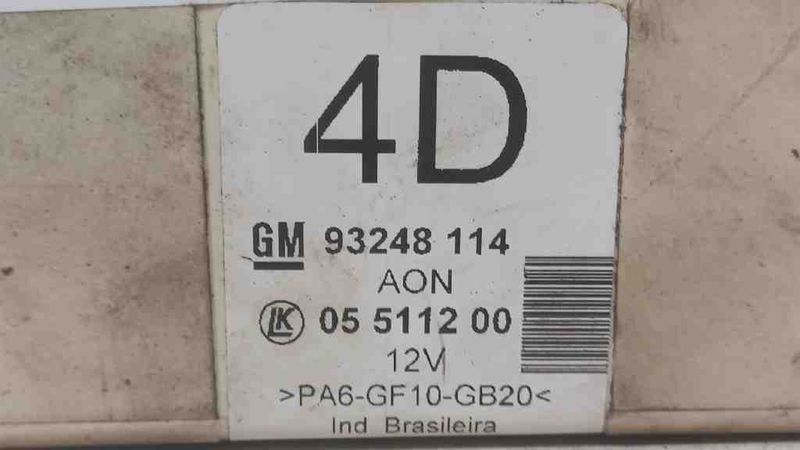 4D
GM 93248 114
AON
LK 05 5112 00
12V
>PA6-GF10-GB20<
Ind Brasileira